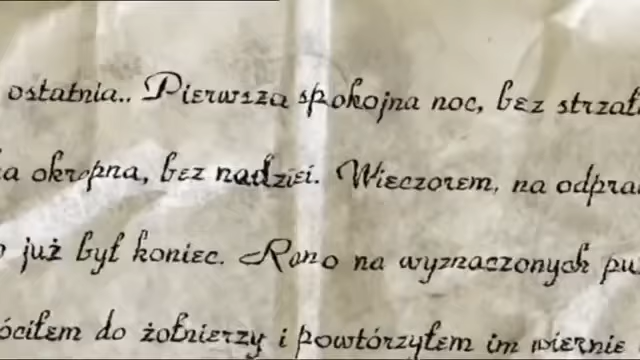 ostatnia.. Pierwsza spokojna noc, bez strzał
a okropna, bez nadziei. Wieczorem, na odpra
o już był koniec. Rano na wyznaczonych pu
óciłem do żołnierzy i powtórzyłem im wiernie